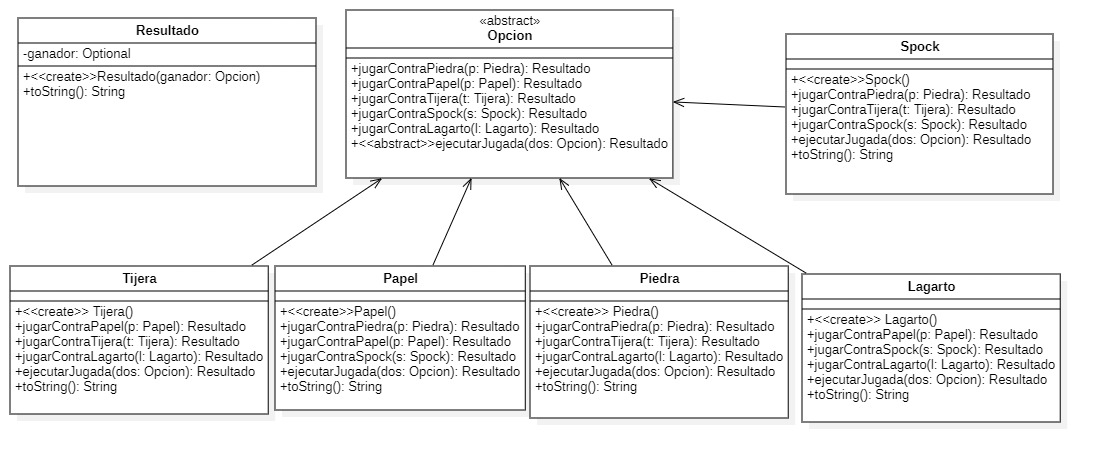 Resultado
-ganador: Optional
+<<create>>Resultado(ganador: Opcion)
+toString(): String
«abstract»
Opcion
+jugarContraPiedra(p: Piedra): Resultado
+jugarContraPapel(p: Papel): Resultado
+jugarContraTijera(t: Tijera): Resultado
+jugarContraSpock(s: Spock): Resultado
+jugarContraLagarto(l: Lagarto): Resultado
+<<abstract>>ejecutarJugada(dos: Opcion): Resultado
Spock
+<<create>>Spock()
+jugarContraPiedra(p: Piedra): Resultado
+jugarContraTijera(t: Tijera): Resultado
+jugarContraSpock(s: Spock): Resultado
+ejecutarJugada(dos: Opcion): Resultado
+toString(): String
Tijera
+<<create>> Tijera()
+jugarContraPapel(p: Papel): Resultado
+jugarContraTijera(t: Tijera): Resultado
+jugarContraLagarto(l: Lagarto): Resultado
+ejecutarJugada(dos: Opcion): Resultado
+toString(): String
Papel
+<<create>>Papel()
+jugarContraPiedra(p: Piedra): Resultado
+jugarContraPapel(p: Papel): Resultado
+jugarContraSpock(s: Spock): Resultado
+ejecutarJugada(dos: Opcion): Resultado
+toString(): String
Piedra
+<<create>> Piedra()
+jugarContraPiedra(p: Piedra): Resultado
+jugarContraTijera(t: Tijera): Resultado
+jugarContraLagarto(l: Lagarto): Resultado
+ejecutarJugada(dos: Opcion): Resultado
+toString(): String
Lagarto
+<<create>> Lagarto()
+jugarContraPapel(p: Papel): Resultado
+jugarContraSpock(s: Spock): Resultado
+jugarContraLagarto(l: Lagarto): Resultado
+ejecutarJugada(dos: Opcion): Resultado
+toString(): String